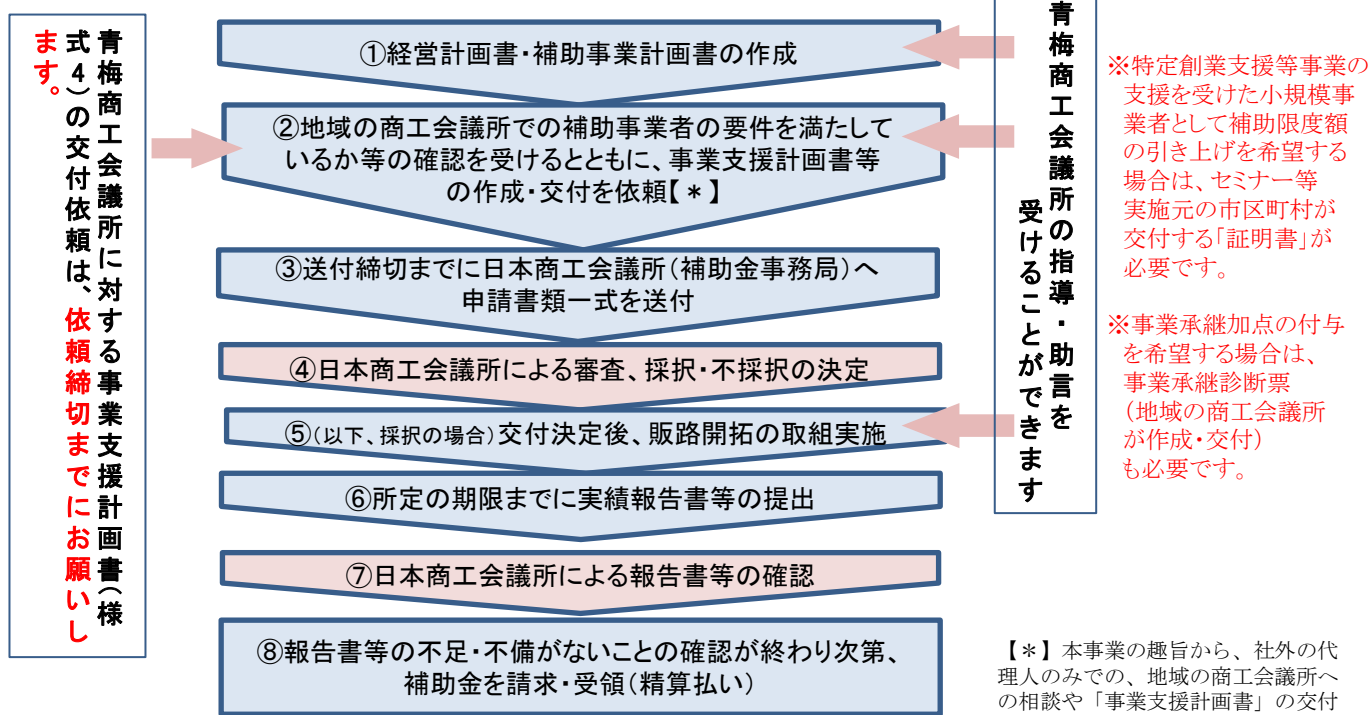 青梅商工会議所に対する事業支援計画書(様
式4)の交付依頼は、依頼締切までにお願いし
ます。
①経営計画書・補助事業計画書の作成
②地域の商工会議所での補助事業者の要件を満たして
いるか等の確認を受けるとともに、事業支援計画書等
の作成・交付を依頼【＊】
③送付締切までに日本商工会議所(補助金事務局)へ
申請書類一式を送付
④日本商工会議所による審査、採択・不採択の決定
⑤(以下、採択の場合)交付決定後、販路開拓の取組実施
⑥所定の期限までに実績報告書等の提出
⑦日本商工会議所による報告書等の確認
⑧報告書等の不足・不備がないことの確認が終わり次第、
補助金を請求・受領(精算払い)
青梅商工会議所の指導・助言を
受けることができます
※特定創業支援等事業の
支援を受けた小規模事
業者として補助限度額
の引き上げを希望する
場合は、セミナー等
実施元の市区町村が
交付する「証明書」が
必要です。
※事業承継加点の付与
を希望する場合は、
事業承継診断票
(地域の商工会議所
が作成・交付)
も必要です。
【＊】本事業の趣旨から、社外の代
理人のみでの、地域の商工会議所へ
の相談や「事業支援計画書」の交付